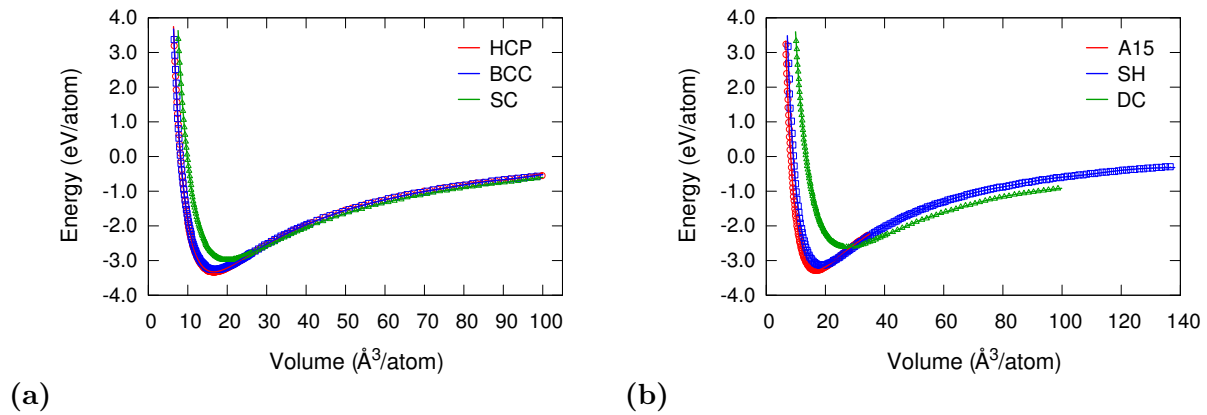 4.0
3.0
2.0
1.0
0.0
-1.0
-2.0
-3.0
-4.0
Energy (eV/atom)
HCP
BCC
SC
0 10 20 30 40 50 60 70 80 90 100
Volume (Å³/atom)
(a)
4.0
3.0
2.0
1.0
0.0
-1.0
-2.0
-3.0
-4.0
Energy (eV/atom)
A15
SH
DC
0 20 40 60 80 100 120 140
Volume (Å³/atom)
(b)